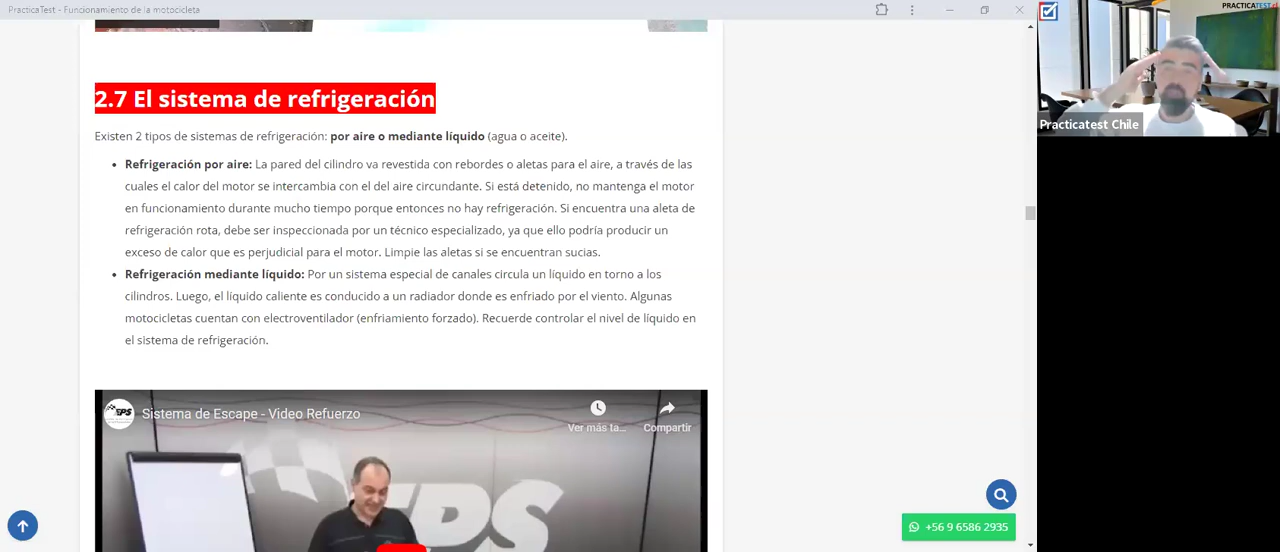 PracticaTest - Funcionamiento de la motocicleta
PRACTICATEST.cl
Practicatest Chile
2.7 El sistema de refrigeración
Existen 2 tipos de sistemas de refrigeración: por aire o mediante líquido (agua o aceite).
• Refrigeración por aire: La pared del cilindro va revestida con rebordes o aletas para el aire, a través de las
cuales el calor del motor se intercambia con el del aire circundante. Si está detenido, no mantenga el motor
en funcionamiento durante mucho tiempo porque entonces no hay refrigeración. Si encuentra una aleta de
refrigeración rota, debe ser inspeccionada por un técnico especializado, ya que ello podría producir un
exceso de calor que es perjudicial para el motor. Limpie las aletas si se encuentran sucias.
• Refrigeración mediante líquido: Por un sistema especial de canales circula un líquido en torno a los
cilindros. Luego, el líquido caliente es conducido a un radiador donde es enfriado por el viento. Algunas
motocicletas cuentan con electroventilador (enfriamiento forzado). Recuerde controlar el nivel de líquido en
el sistema de refrigeración.
EPS
Sistema de Escape - Video Refuerzo
Ver más ta...
Compartir
EPS
+56 9 6586 2935